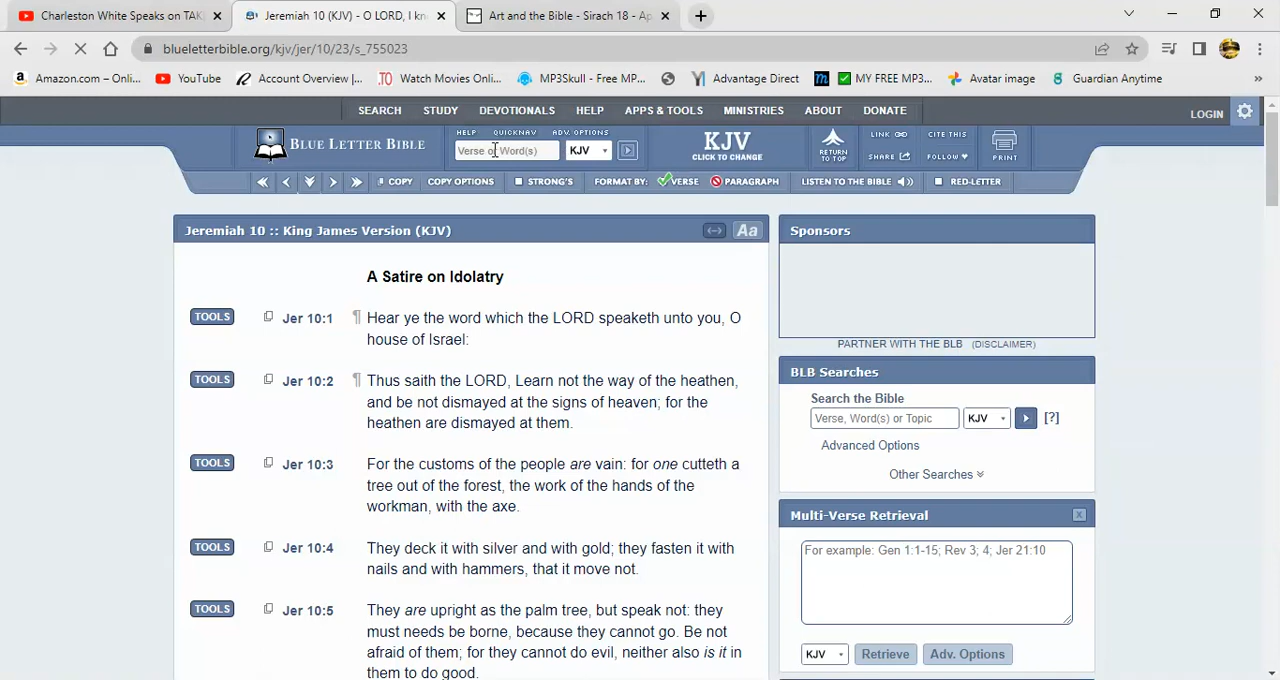 Charleston White Speaks on TAK
Jeremiah 10 (KJV) - O LORD, I kn
Art and the Bible - Sirach 18 - Ap
blueletterbible.org/kjv/jer/10/23/s_755023
Amazon.com – Onli...
YouTube
Account Overview |...
Watch Movies Onlin...
MP3Skull - Free MP...
Advantage Direct
MY FREE MP3...
Avatar image
Guardian Anytime
»
SEARCH STUDY DEVOTIONALS HELP APPS & TOOLS MINISTRIES ABOUT DONATE
LOGIN
BLUE LETTER BIBLE
HELP QUICKNAV ADV. OPTIONS
Verse or Word(s)
KJV
KJV
CLICK TO CHANGE
RETURN
TO TOP
LINK
SHARE
CITE THIS
FOLLOW
PRINT
COPY COPY OPTIONS STRONG'S FORMAT BY: VERSE PARAGRAPH LISTEN TO THE BIBLE RED-LETTER
Jeremiah 10 :: King James Version (KJV)
Aa
A Satire on Idolatry
TOOLS Jer 10:1 ¶ Hear ye the word which the LORD speaketh unto you, O
house of Israel:
TOOLS Jer 10:2 ¶ Thus saith the LORD, Learn not the way of the heathen,
and be not dismayed at the signs of heaven; for the
heathen are dismayed at them.
TOOLS Jer 10:3 For the customs of the people are vain: for one cutteth a
tree out of the forest, the work of the hands of the
workman, with the axe.
TOOLS Jer 10:4 They deck it with silver and with gold; they fasten it with
nails and with hammers, that it move not.
TOOLS Jer 10:5 They are upright as the palm tree, but speak not: they
must needs be borne, because they cannot go. Be not
afraid of them; for they cannot do evil, neither also is it in
them to do good.
Sponsors
PARTNER WITH THE BLB (DISCLAIMER)
BLB Searches
Search the Bible
Verse, Word(s) or Topic
KJV
[?]
Advanced Options
Other Searches
Multi-Verse Retrieval
X
For example: Gen 1:1-15; Rev 3; 4; Jer 21:10
KJV
Retrieve
Adv. Options